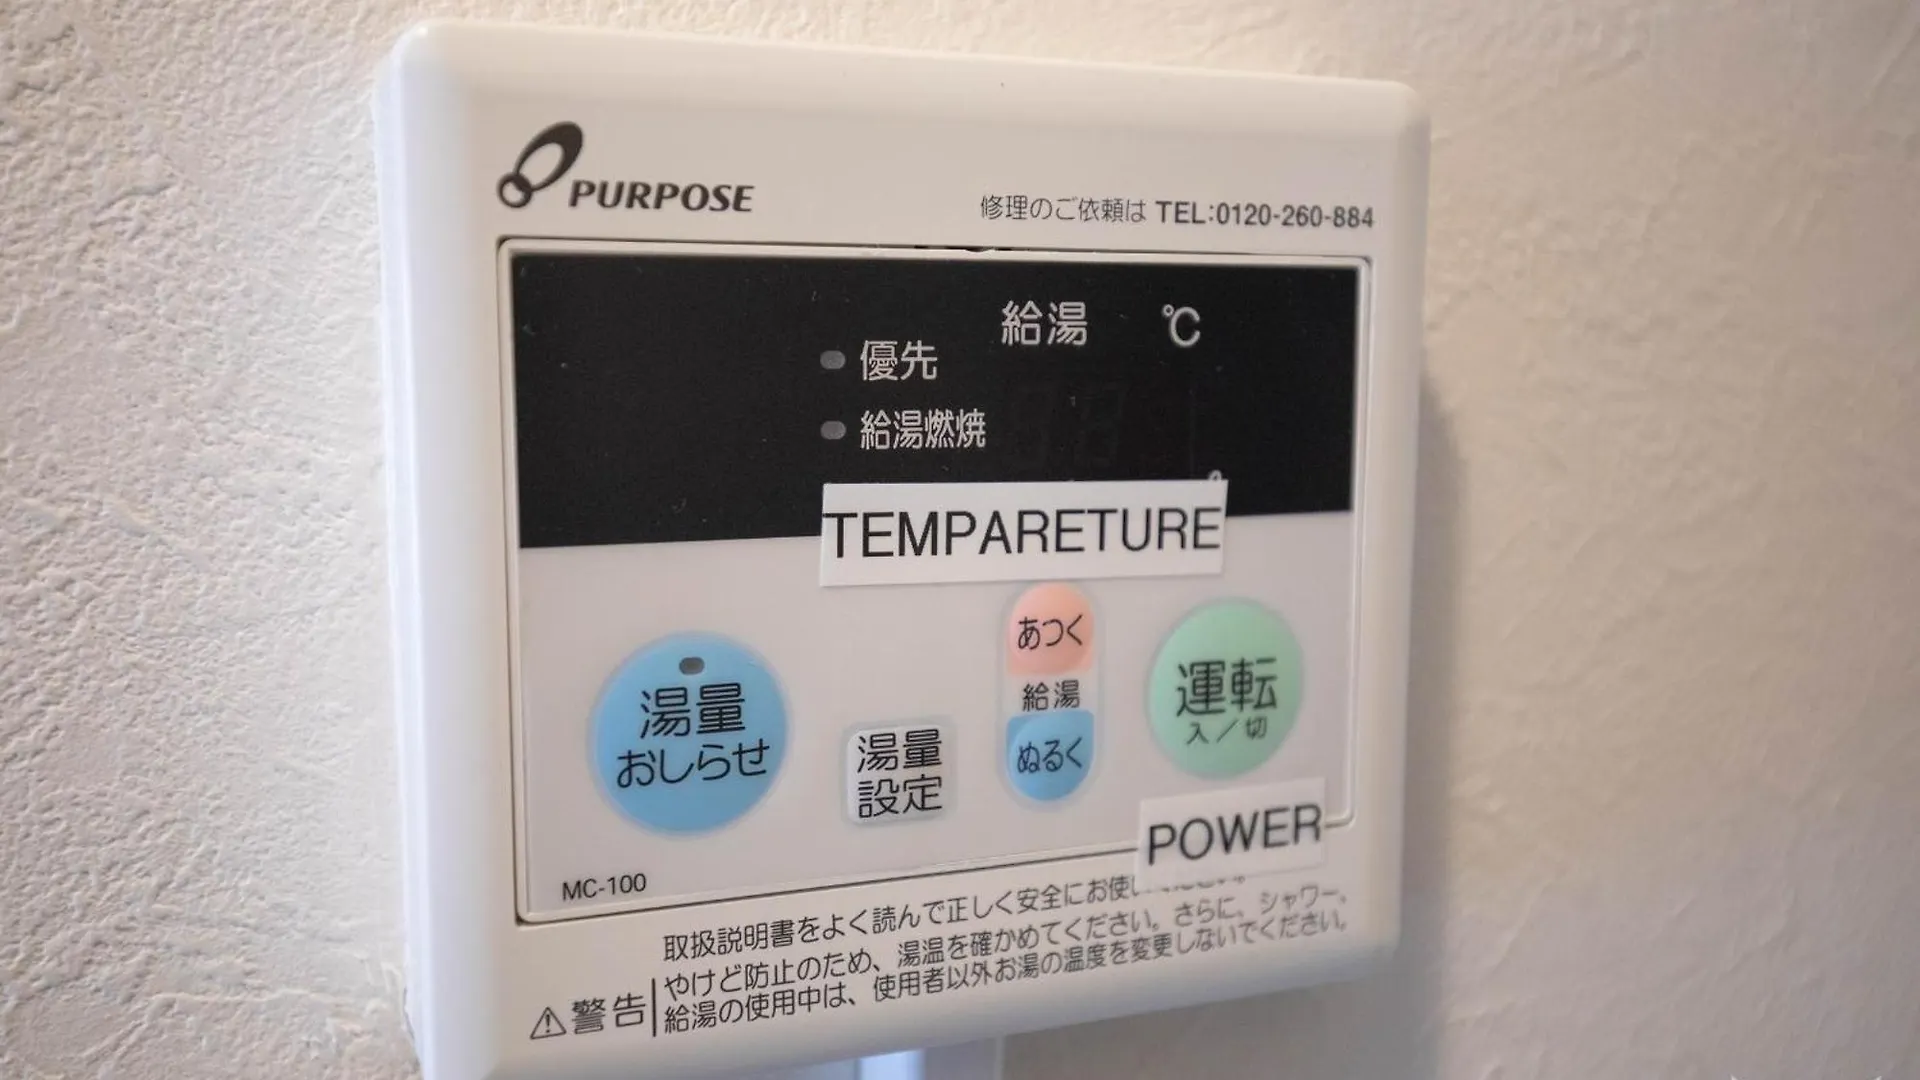 PURPOSE
修理のご依頼は TEL:0120-260-884
給湯 ℃
優先
給湯燃焼
TEMPARETURE
あつく
給湯
ぬるく
運転
入／切
湯量
おしらせ
湯量
設定
POWER
MC-100
取扱説明書をよく読んで正しく安全にお使い
やけど防止のため、湯温を確かめてください。さらに、シャワー、
給湯の使用中は、使用者以外お湯の温度を変更しないでください。
⚠警告